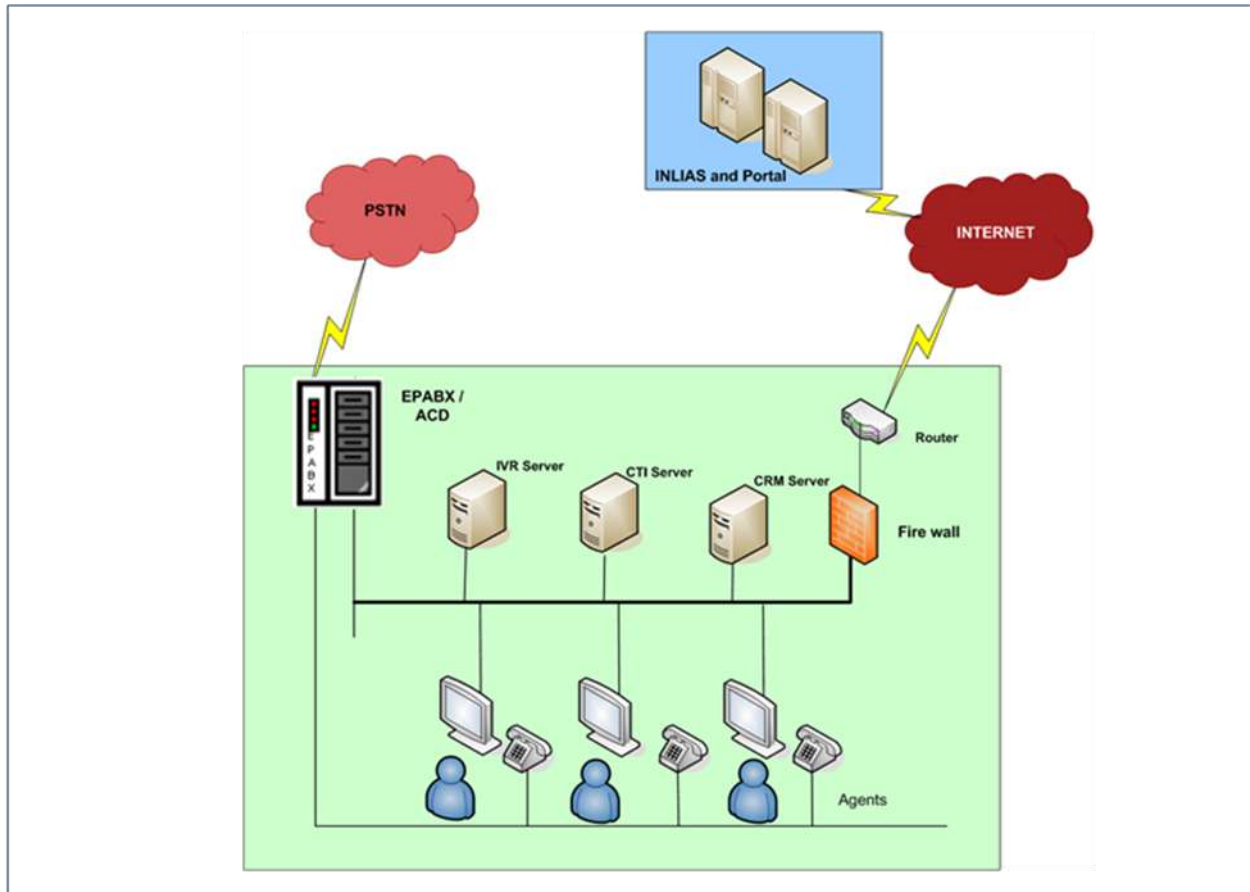 INLIAS and Portal
PSTN
INTERNET
EPABX /
ACD
EPABX
Router
IVR Server
CTI Server
CRM Server
Fire wall
Agents